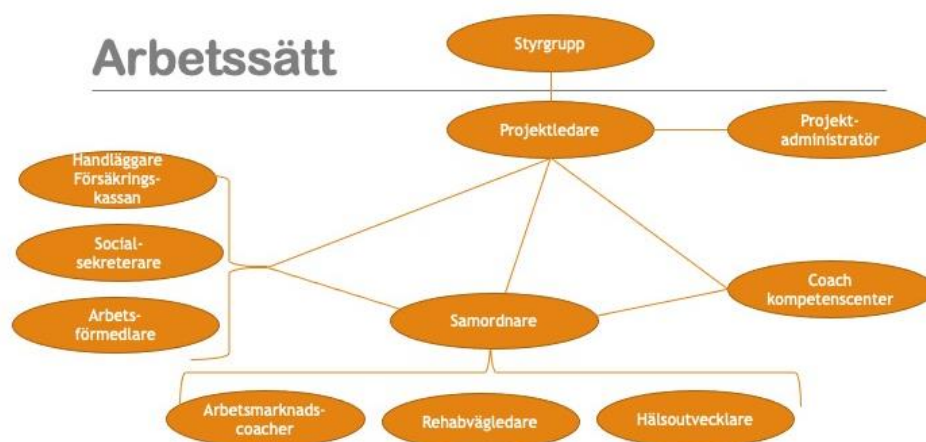 Arbetssätt
Styrgrupp
Projektledare
Projekt-
administratör
Handläggare
Försäkrings-
kassan
Social-
sekreterare
Arbets-
förmedlare
Coach
kompetenscenter
Samordnare
Arbetsmarknads-
coacher
Rehabvägledare
Hälsoutvecklare